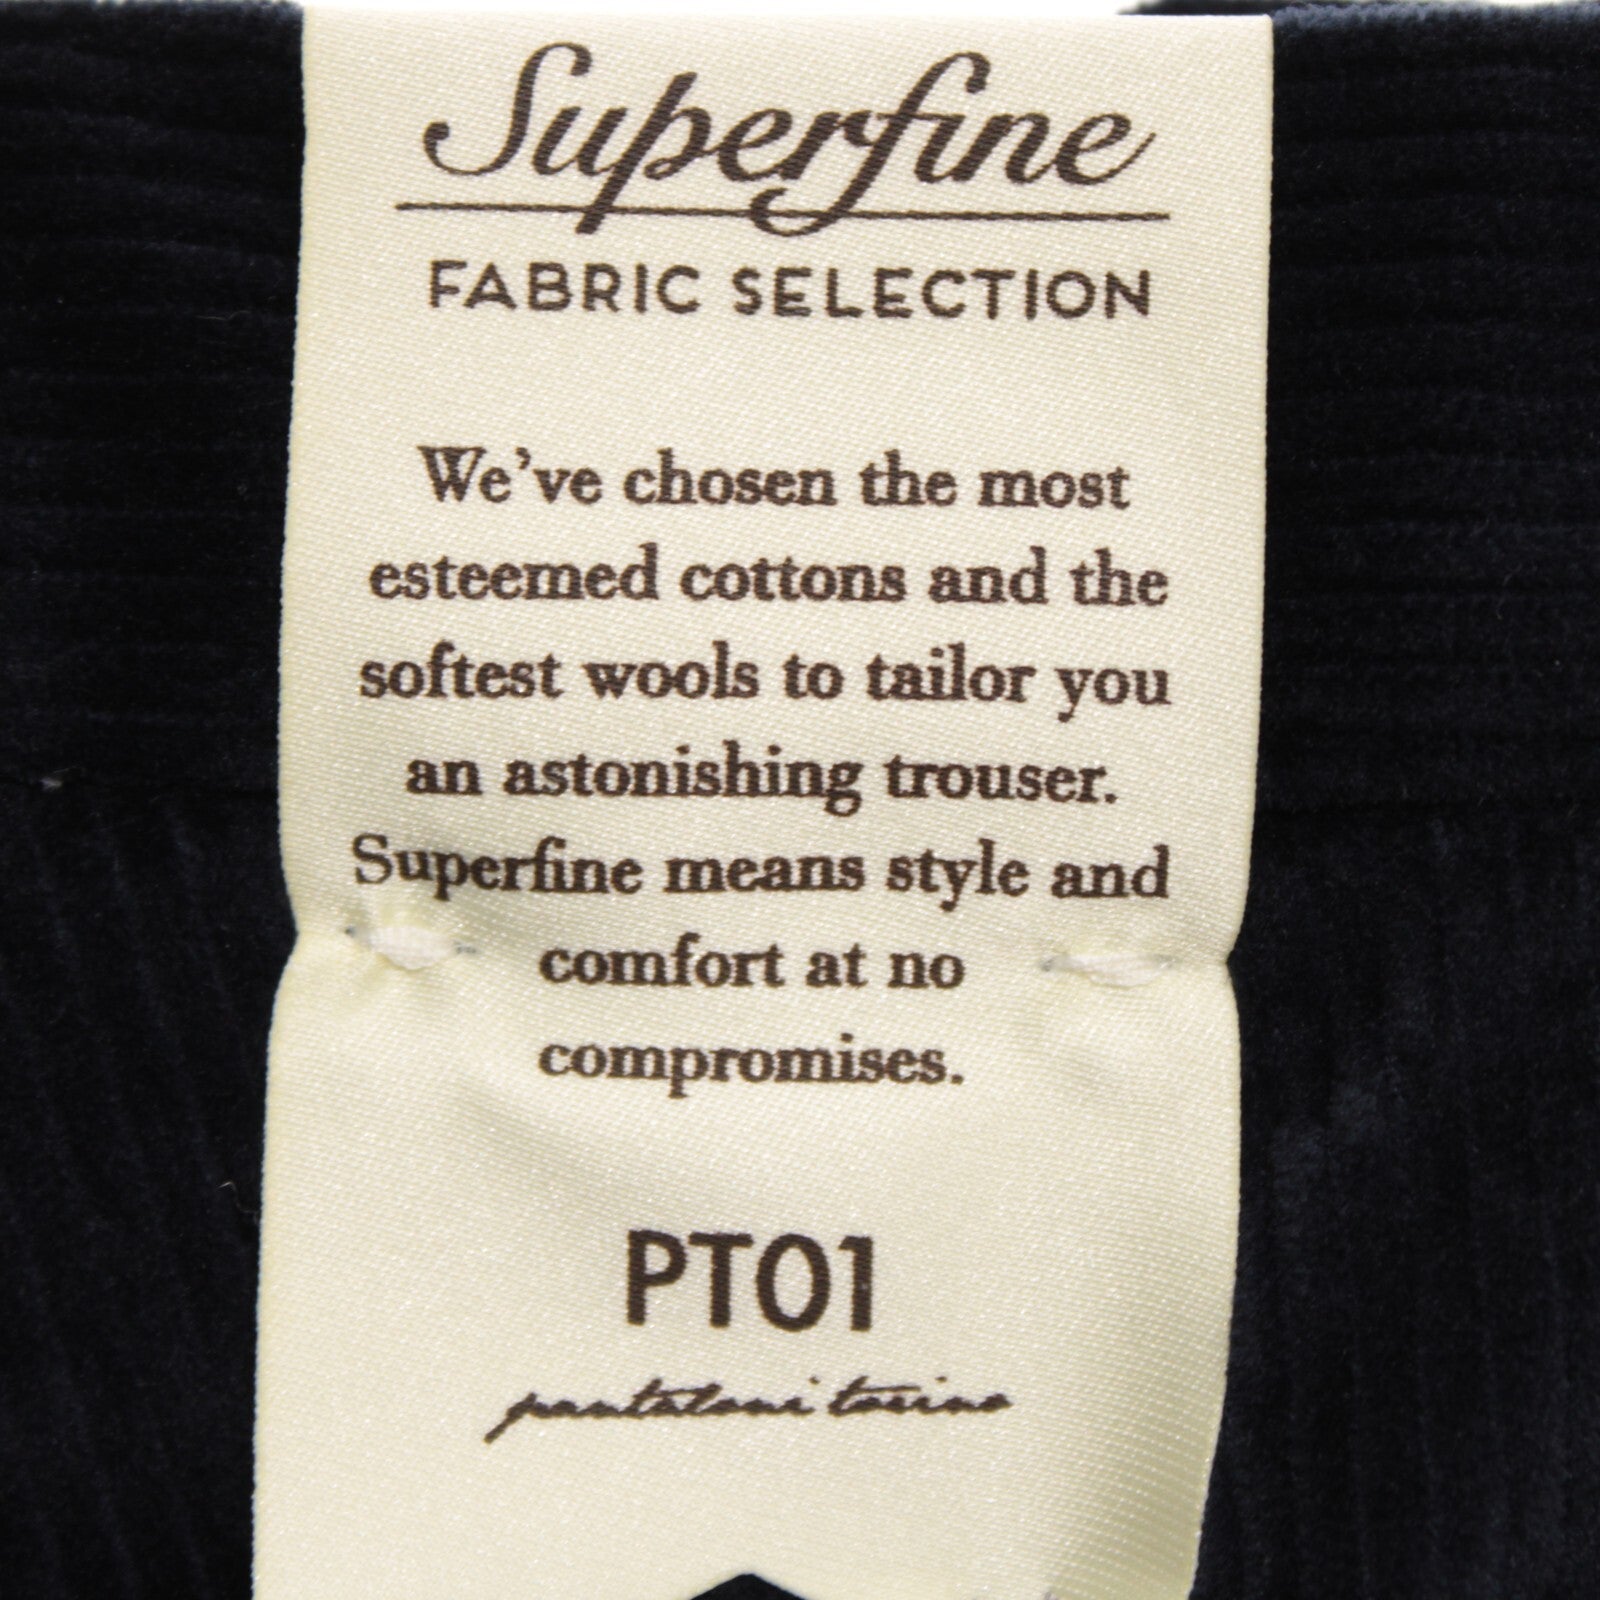 Superfine
FABRIC SELECTION
We've chosen the most
esteemed cottons and the
softest wools to tailor you
an astonishing trouser.
Superfine means style and
comfort at no
compromises.
PT01
pantaloni torino